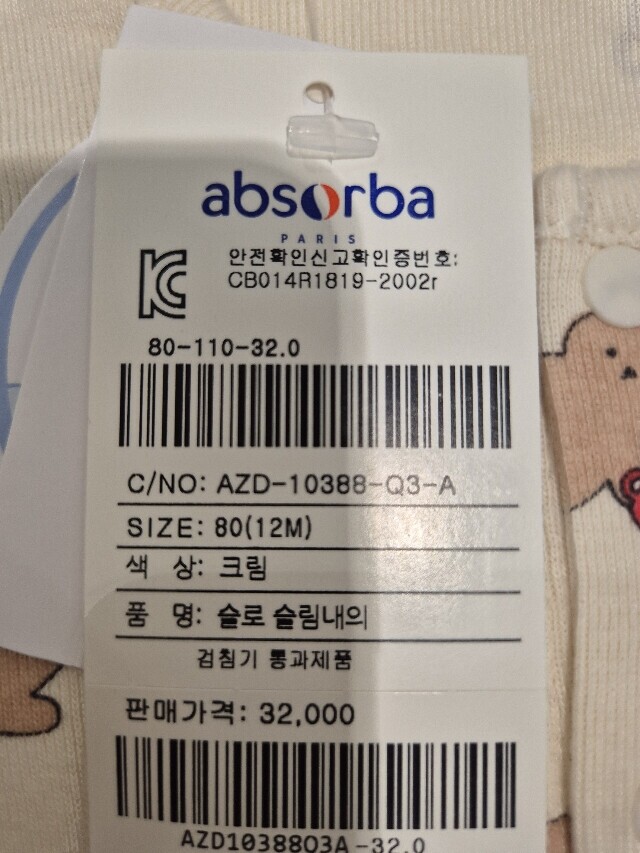 absorba
PARIS
안전확인신고확인증번호:
CB014R1819-2002r
80-110-32.0
C/NO: AZD-10388-Q3-A
SIZE: 80(12M)
색 상: 크림
품 명: 슬로 슬림내의
검침기 통과제품
판매가격: 32,000
AZD10388Q3A-32.0